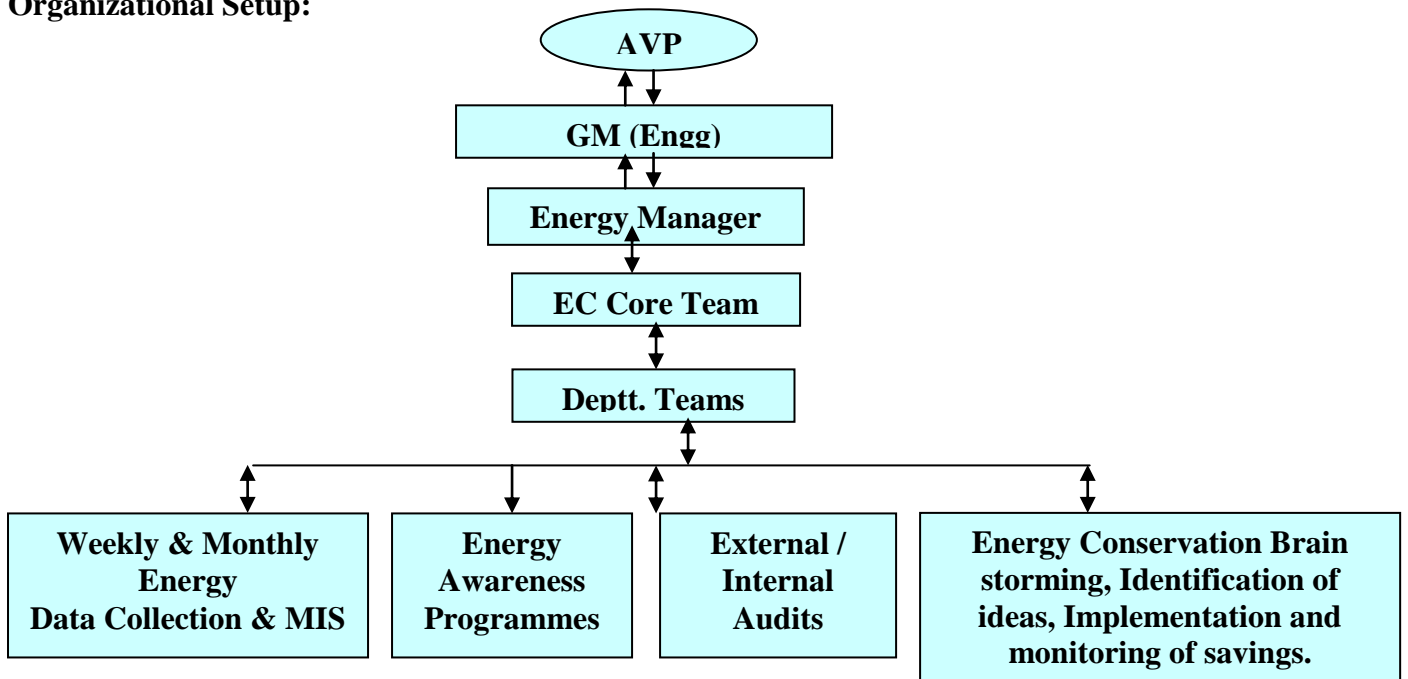 Organizational Setup:
AVP
GM (Engg)
Energy Manager
EC Core Team
Deptt. Teams
Weekly & Monthly
Energy
Data Collection & MIS
Energy
Awareness
Programmes
External /
Internal
Audits
Energy Conservation Brain
storming, Identification of
ideas, Implementation and
monitoring of savings.